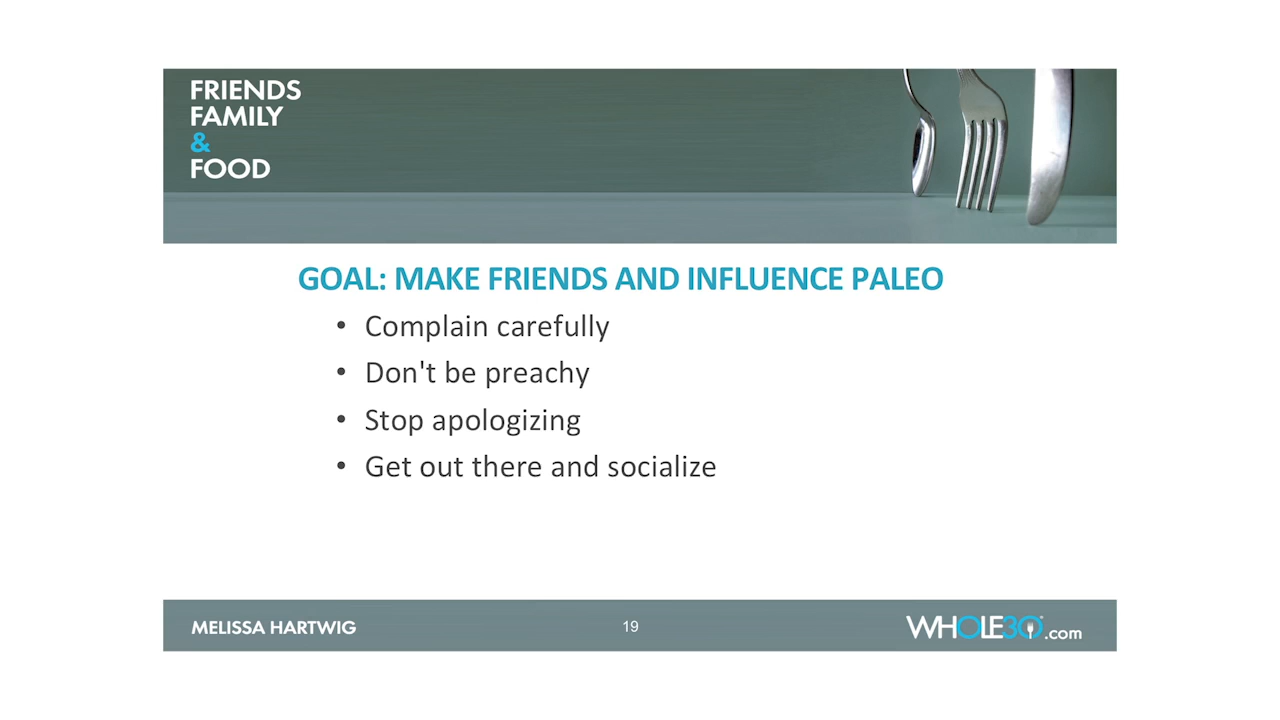 FRIENDS
FAMILY
&
FOOD
GOAL: MAKE FRIENDS AND INFLUENCE PALEO
• Complain carefully
• Don't be preachy
• Stop apologizing
• Get out there and socialize
MELISSA HARTWIG
19
WHOLE30.com